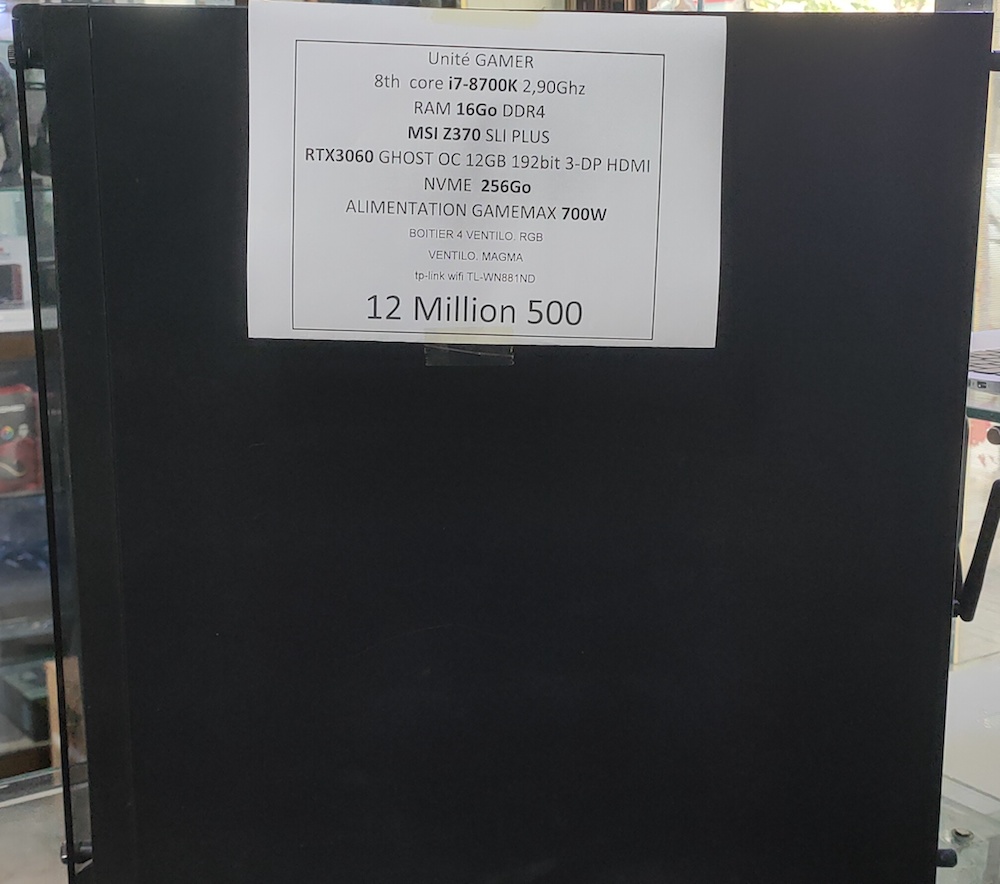 Unité GAMER
8th core i7-8700K 2,90Ghz
RAM 16Go DDR4
MSI Z370 SLI PLUS
RTX3060 GHOST OC 12GB 192bit 3-DP HDMI
NVME 256Go
ALIMENTATION GAMEMAX 700W
BOITIER 4 VENTILO. RGB
VENTILO. MAGMA
tp-link wifi TL-WN881ND
12 Million 500